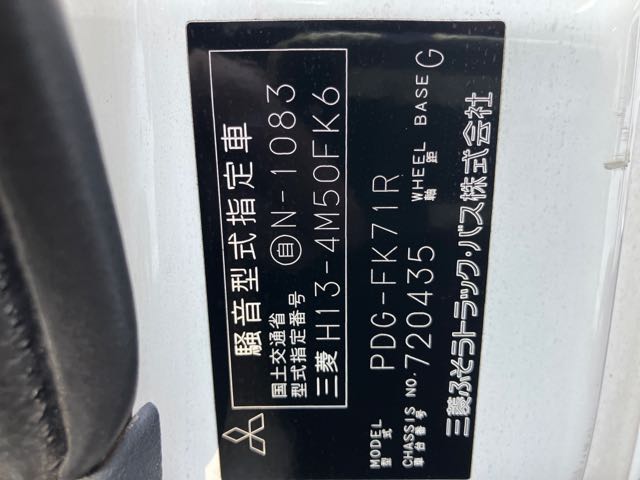 騒音型式指定車
国土交通省
型式指定番号 自 N-1083
三菱 H13-4M50FK6
MODEL
型式 PDG-FK71R
CHASSIS NO.
車台番号 720435 WHEEL BASE
軸距 G
三菱ふそうトラック・バス株式会社